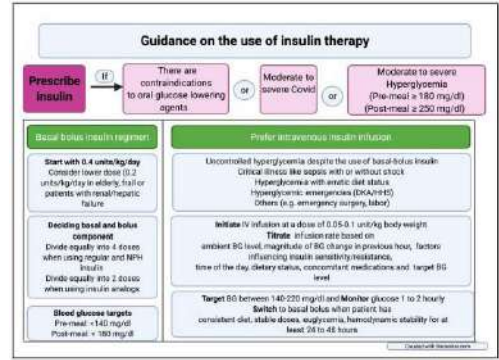 Guidance on the use of insulin therapy
Prescribe
Insulin
If
There are
contraindications
to oral glucose lowering
agents
or
Moderate to
severe Covid
or
Moderate to severe
Hyperglycemia
(Pre-meal ≥ 180 mg/dl)
(Post-meal ≥ 250 mg/dl)
Basal bolus insulin regimen
Start with 0.4 units/kg/day
Consider lower dose (0.2
units/kg/day in elderly, frail or
patients with renal/hepatic
failure
Deciding basal and bolus
component
Divide equally into 4 doses
when using regular and NPH
insulin
Divide equally into 2 doses
when using insulin analogs
Blood glucose targets
Pre-meal: <140 mg/dl
Post-meal: < 180 mg/dl
Prefer intravenous insulin infusion
Uncontrolled hyperglycemia despite the use of basal-bolus insulin
Critical illness like sepsis with or without shock
Hyperglycemia with erratic diet status
Hyperglycemic emergencies (DKA/HHS)
Others (e.g. emergency surgery, labor)
Initiate IV infusion at a dose of 0.05-0.1 unit/kg body weight
Titrate infusion rate based on
ambient BG level, magnitude of BG change in previous hour, factors
influencing insulin sensitivity/resistance,
time of the day, dietary status, concomitant medications and target BG
level
Target BG between 140-220 mg/dl and Monitor glucose 1 to 2 hourly
Switch to basal bolus when patient has
consistent diet, stable doses, euglycemia, hemodynamic stability for at
least 24 to 48 hours